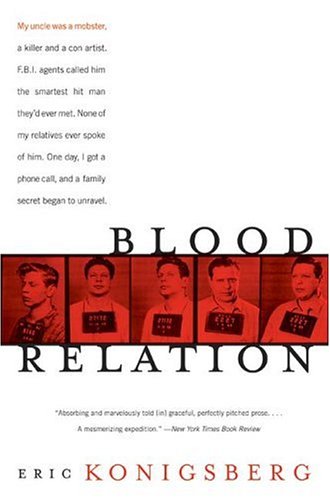 My uncle was a mobster,
a killer and a con artist.
F.B.I. agents called him
the smartest hit man
they'd ever met. None of
my relatives ever spoke
of him. One day, I got a
phone call, and a family
secret began to unravel.
BLOOD
RELATION
"Absorbing and marvelously told [in] graceful, perfectly pitched prose. . . .
A mesmerizing expedition." —New York Times Book Review
ERIC KONIGSBERG